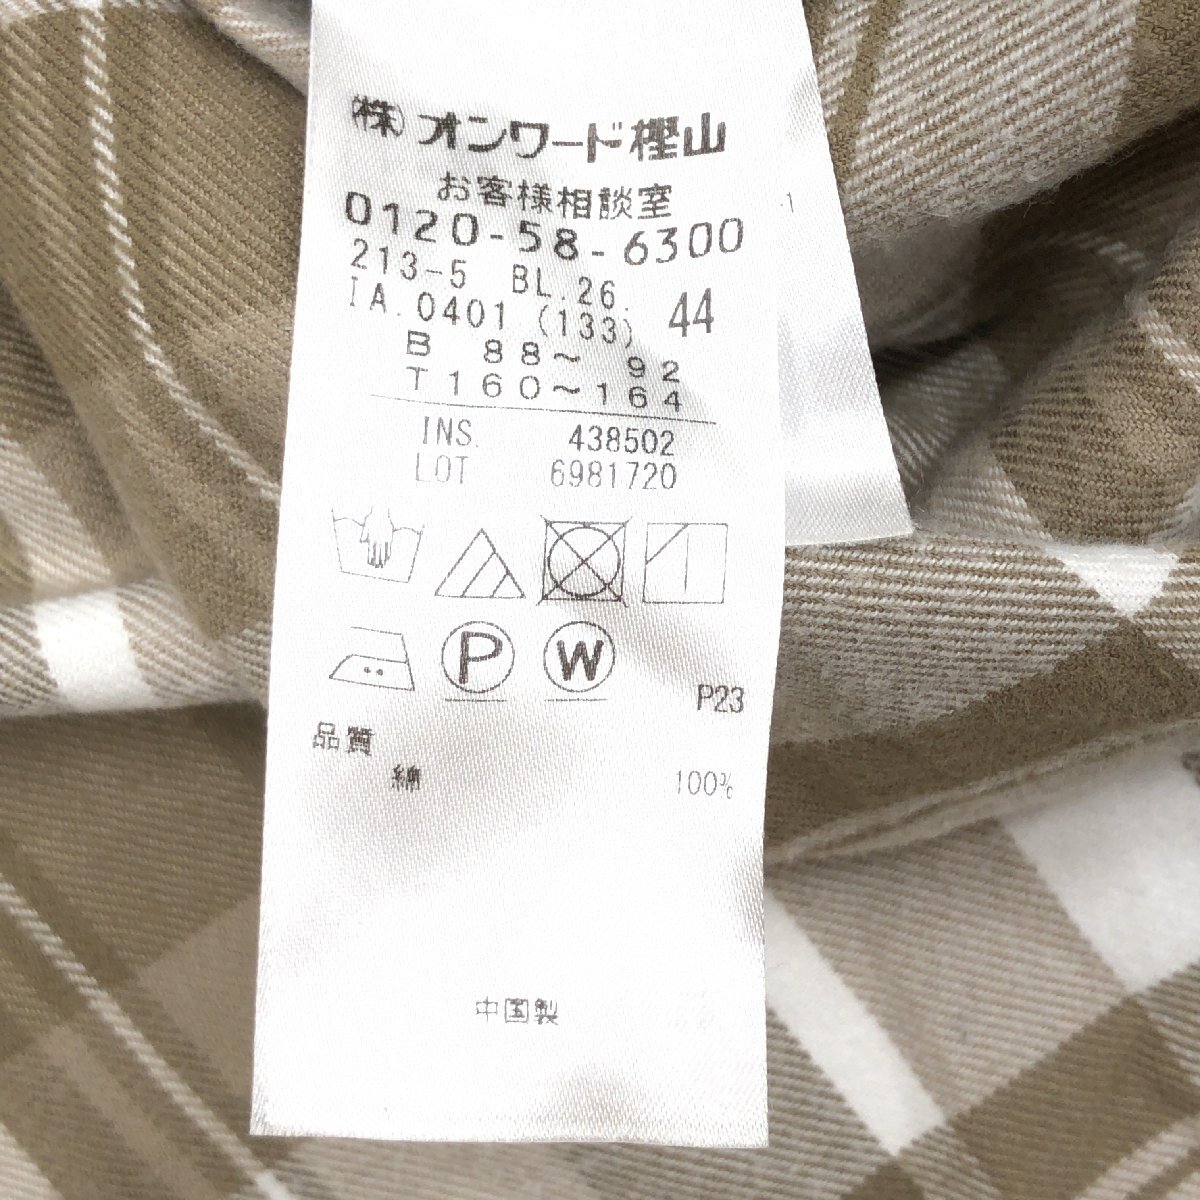 (株)オンワード樫山
お客様相談室
0120-58-6300
213-5 BL.26.
IA.0401 (133) 44
B 88～ 92
T160～164
INS. 438502
LOT 6981720
P
W
P23
品質
綿 100%
中国製